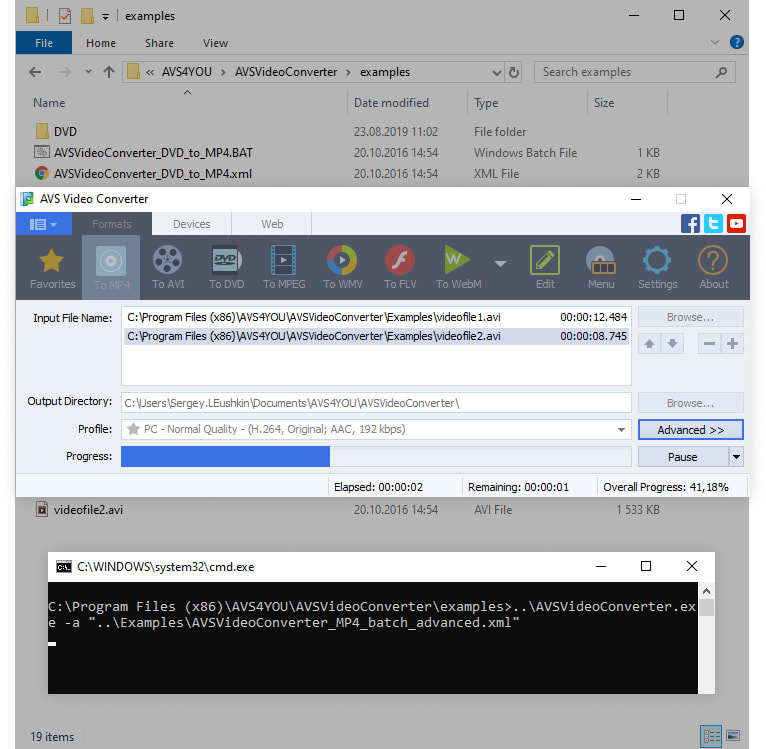 examples
File Home Share View
« AVS4YOU > AVSVideoConverter > examples Search examples
Name Date modified Type Size
DVD 23.08.2019 11:02 File folder
AVSVideoConverter_DVD_to_MP4.BAT 20.10.2016 14:54 Windows Batch File 1 KB
AVSVideoConverter_DVD_to_MP4.xml 20.10.2016 14:54 XML File 2 KB
AVS Video Converter
Formats Devices Web
Favorites To MP4 To AVI To DVD To MPEG To WMV To FLV To WebM Edit Menu Settings About
Input File Name: C:\Program Files (x86)\AVS4YOU\AVSVideoConverter\Examples\videofile1.avi 00:00:12.484 Browse...
C:\Program Files (x86)\AVS4YOU\AVSVideoConverter\Examples\videofile2.avi 00:00:08.745
Output Directory: C:\Users\Sergey.LEushkin\Documents\AVS4YOU\AVSVideoConverter\ Browse...
Profile: PC - Normal Quality - (H.264, Original; AAC, 192 kbps) Advanced >>
Progress: Pause
Elapsed: 00:00:02 Remaining: 00:00:01 Overall Progress: 41,18%
videofile2.avi 20.10.2016 14:54 AVI File 1 533 KB
C:\WINDOWS\system32\cmd.exe
C:\Program Files (x86)\AVS4YOU\AVSVideoConverter\examples>..\AVSVideoConverter.ex
e -a "..\Examples\AVSVideoConverter_MP4_batch_advanced.xml"
19 items